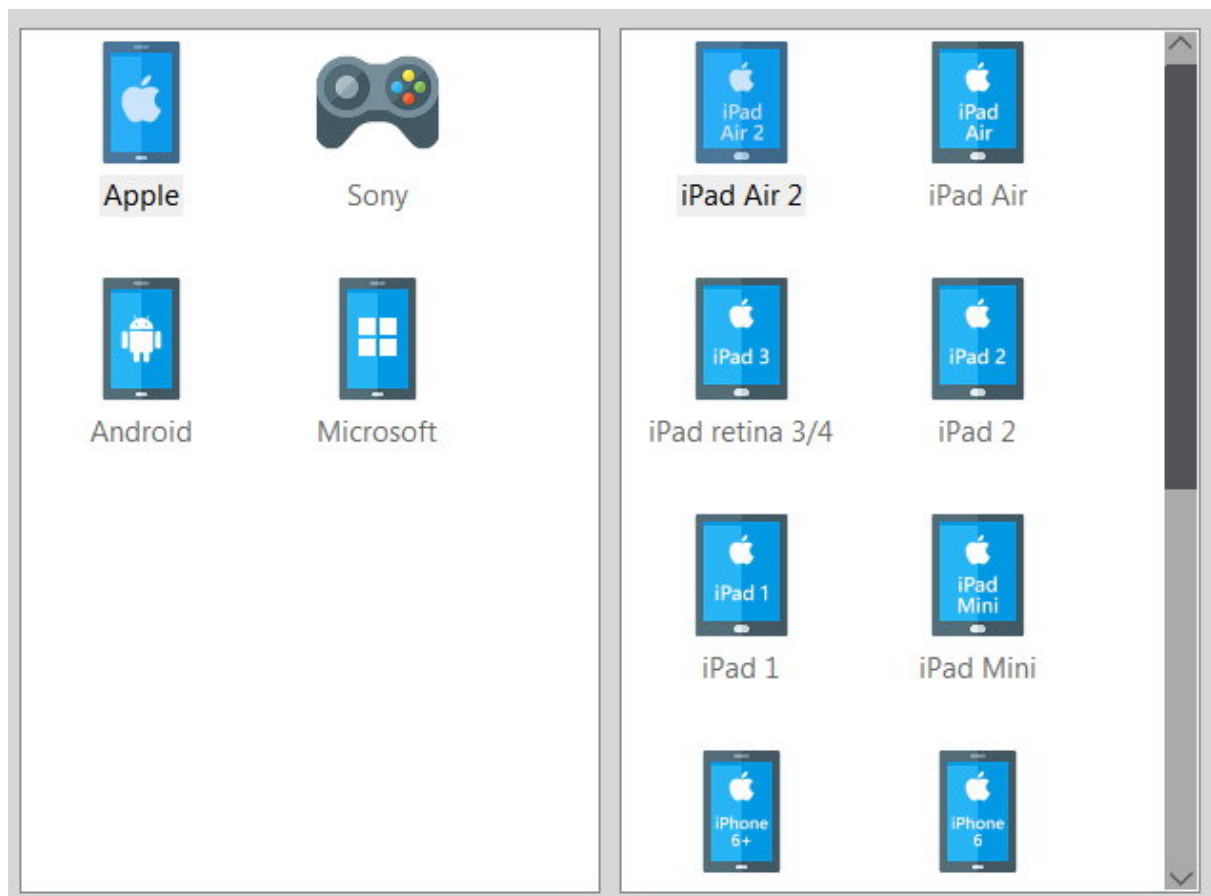 Apple
Sony
Android
Microsoft
iPad
Air 2
iPad
Air
iPad Air 2
iPad Air
iPad 3
iPad 2
iPad retina 3/4
iPad 2
iPad 1
iPad
Mini
iPad 1
iPad Mini
iPhone
6+
iPhone
6